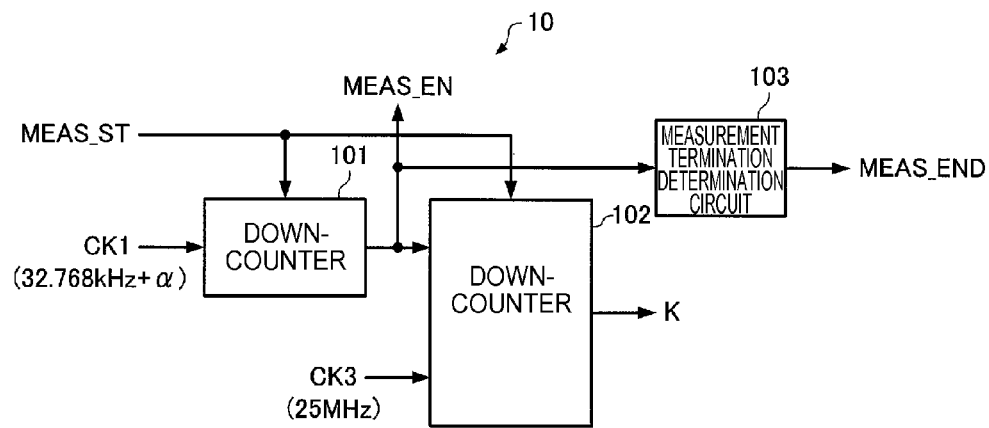 10
MEAS_EN
103
MEAS_ST
101
MEASUREMENT
TERMINATION
DETERMINATION
CIRCUIT
MEAS_END
102
CK1
(32.768kHz+α)
DOWN-
COUNTER
DOWN-
COUNTER
K
CK3
(25MHz)